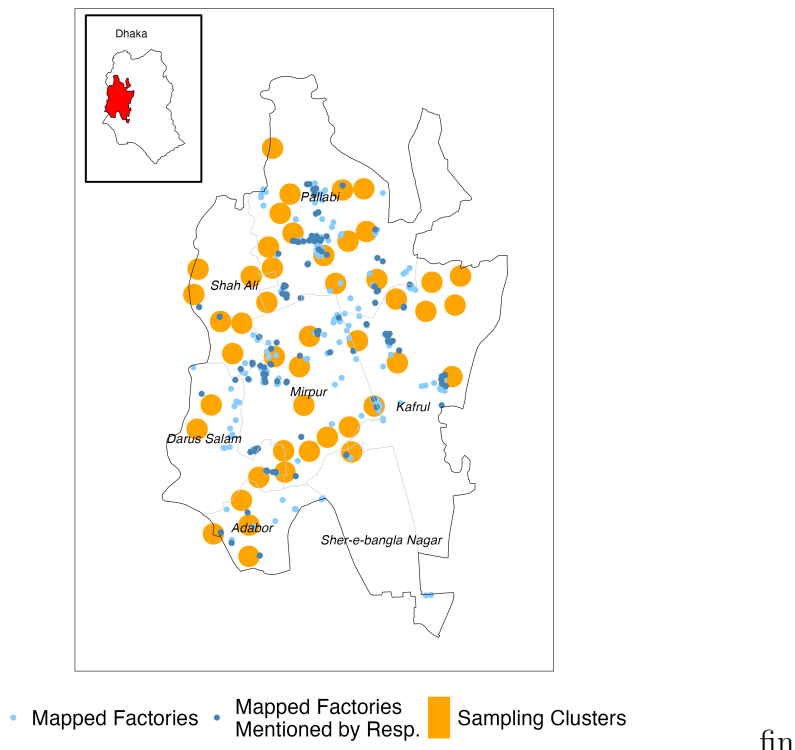 Dhaka
Pallabi
Shah Ali
Mirpur
Kafrul
Darus Salam
Adabor
Sher-e-bangla Nagar
Mapped Factories
Mapped Factories
Mentioned by Resp.
Sampling Clusters
fin